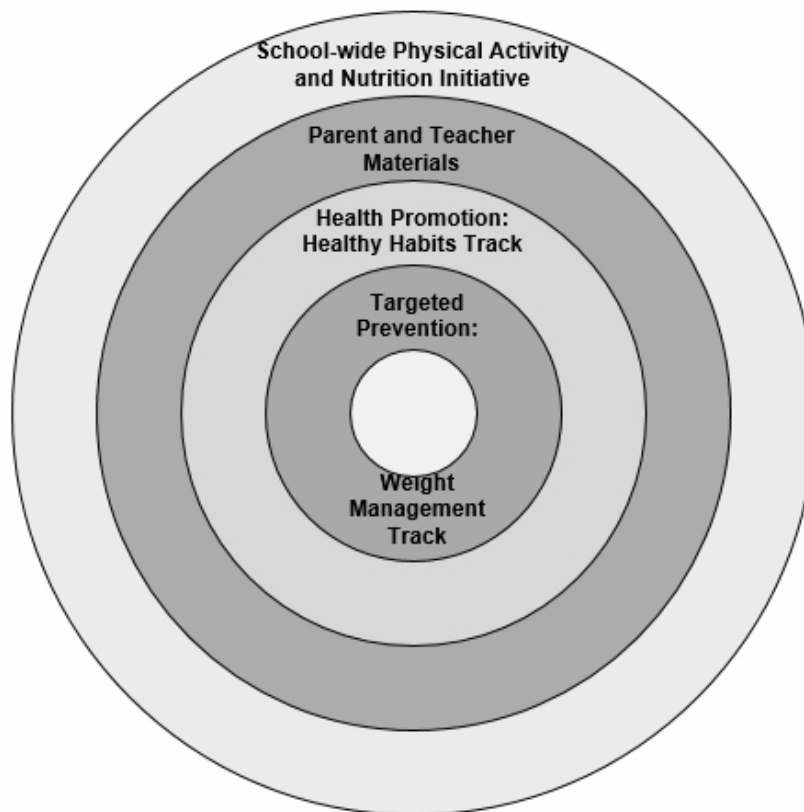 School-wide Physical Activity
and Nutrition Initiative
Parent and Teacher
Materials
Health Promotion:
Healthy Habits Track
Targeted
Prevention:
Weight
Management
Track